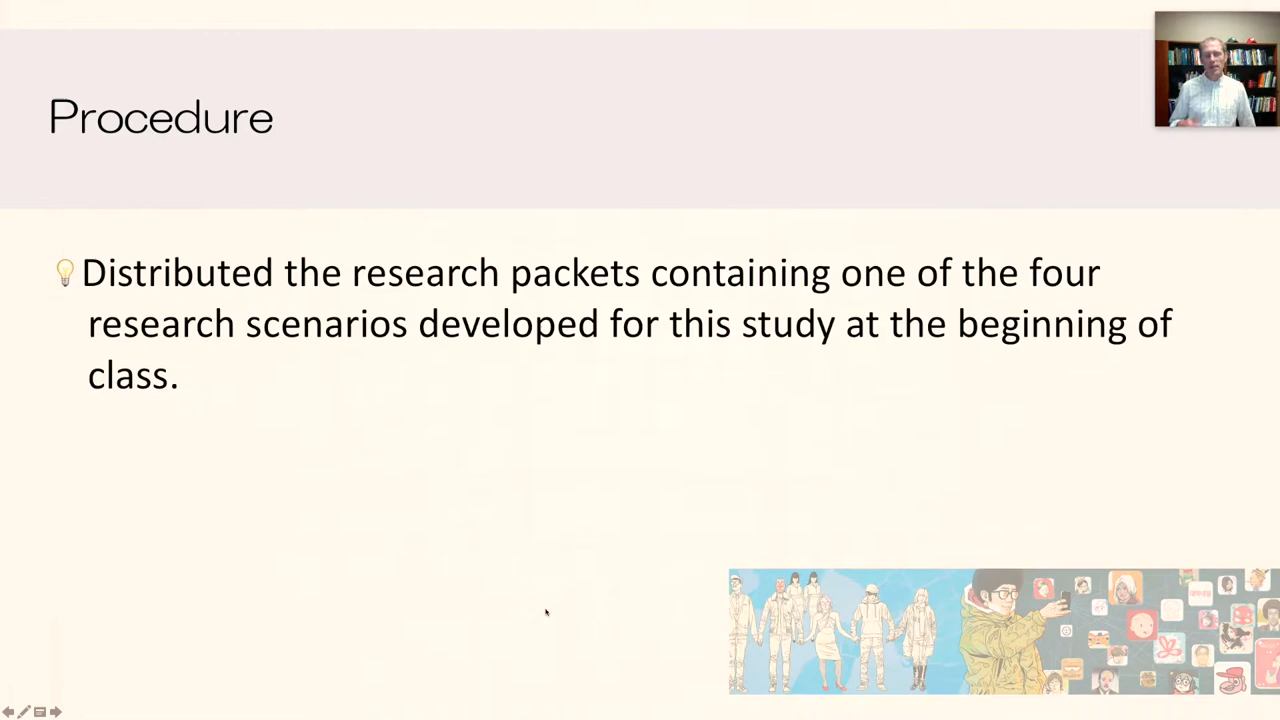 Procedure
Distributed the research packets containing one of the four
research scenarios developed for this study at the beginning of
class.